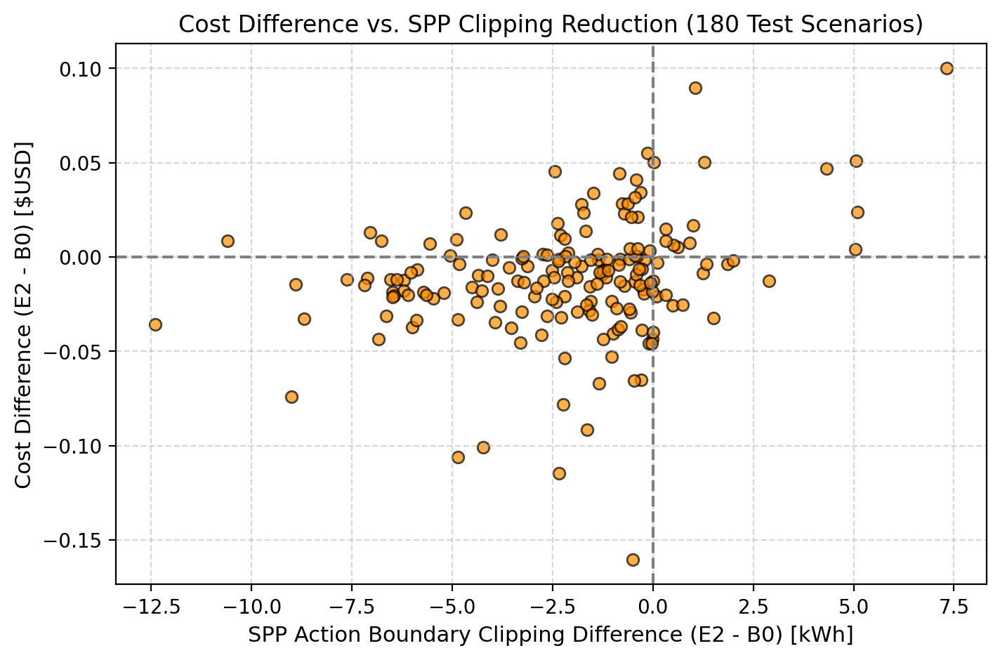 Cost Difference vs. SPP Clipping Reduction (180 Test Scenarios)
Cost Difference (E2 - B0) [$USD]
0.10
0.05
0.00
−0.05
−0.10
−0.15
−12.5 −10.0 −7.5 −5.0 −2.5 0.0 2.5 5.0 7.5
SPP Action Boundary Clipping Difference (E2 - B0) [kWh]